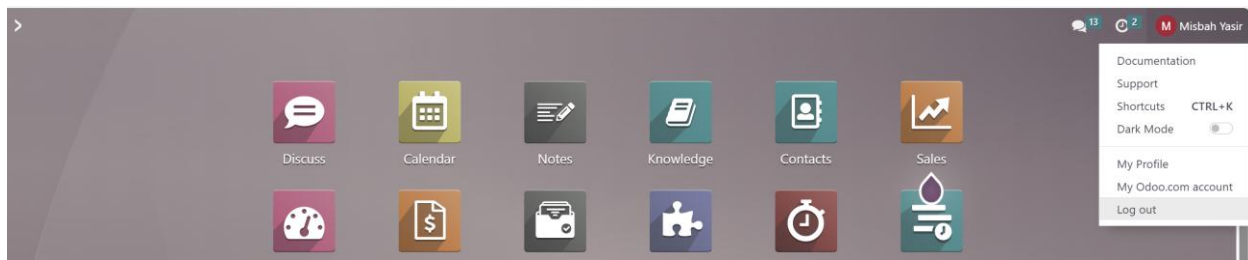 13
2
M Misbah Yasir
Documentation
Support
Shortcuts CTRL+K
Dark Mode
My Profile
My Odoo.com account
Log out
Discuss Calendar Notes Knowledge Contacts Sales
$